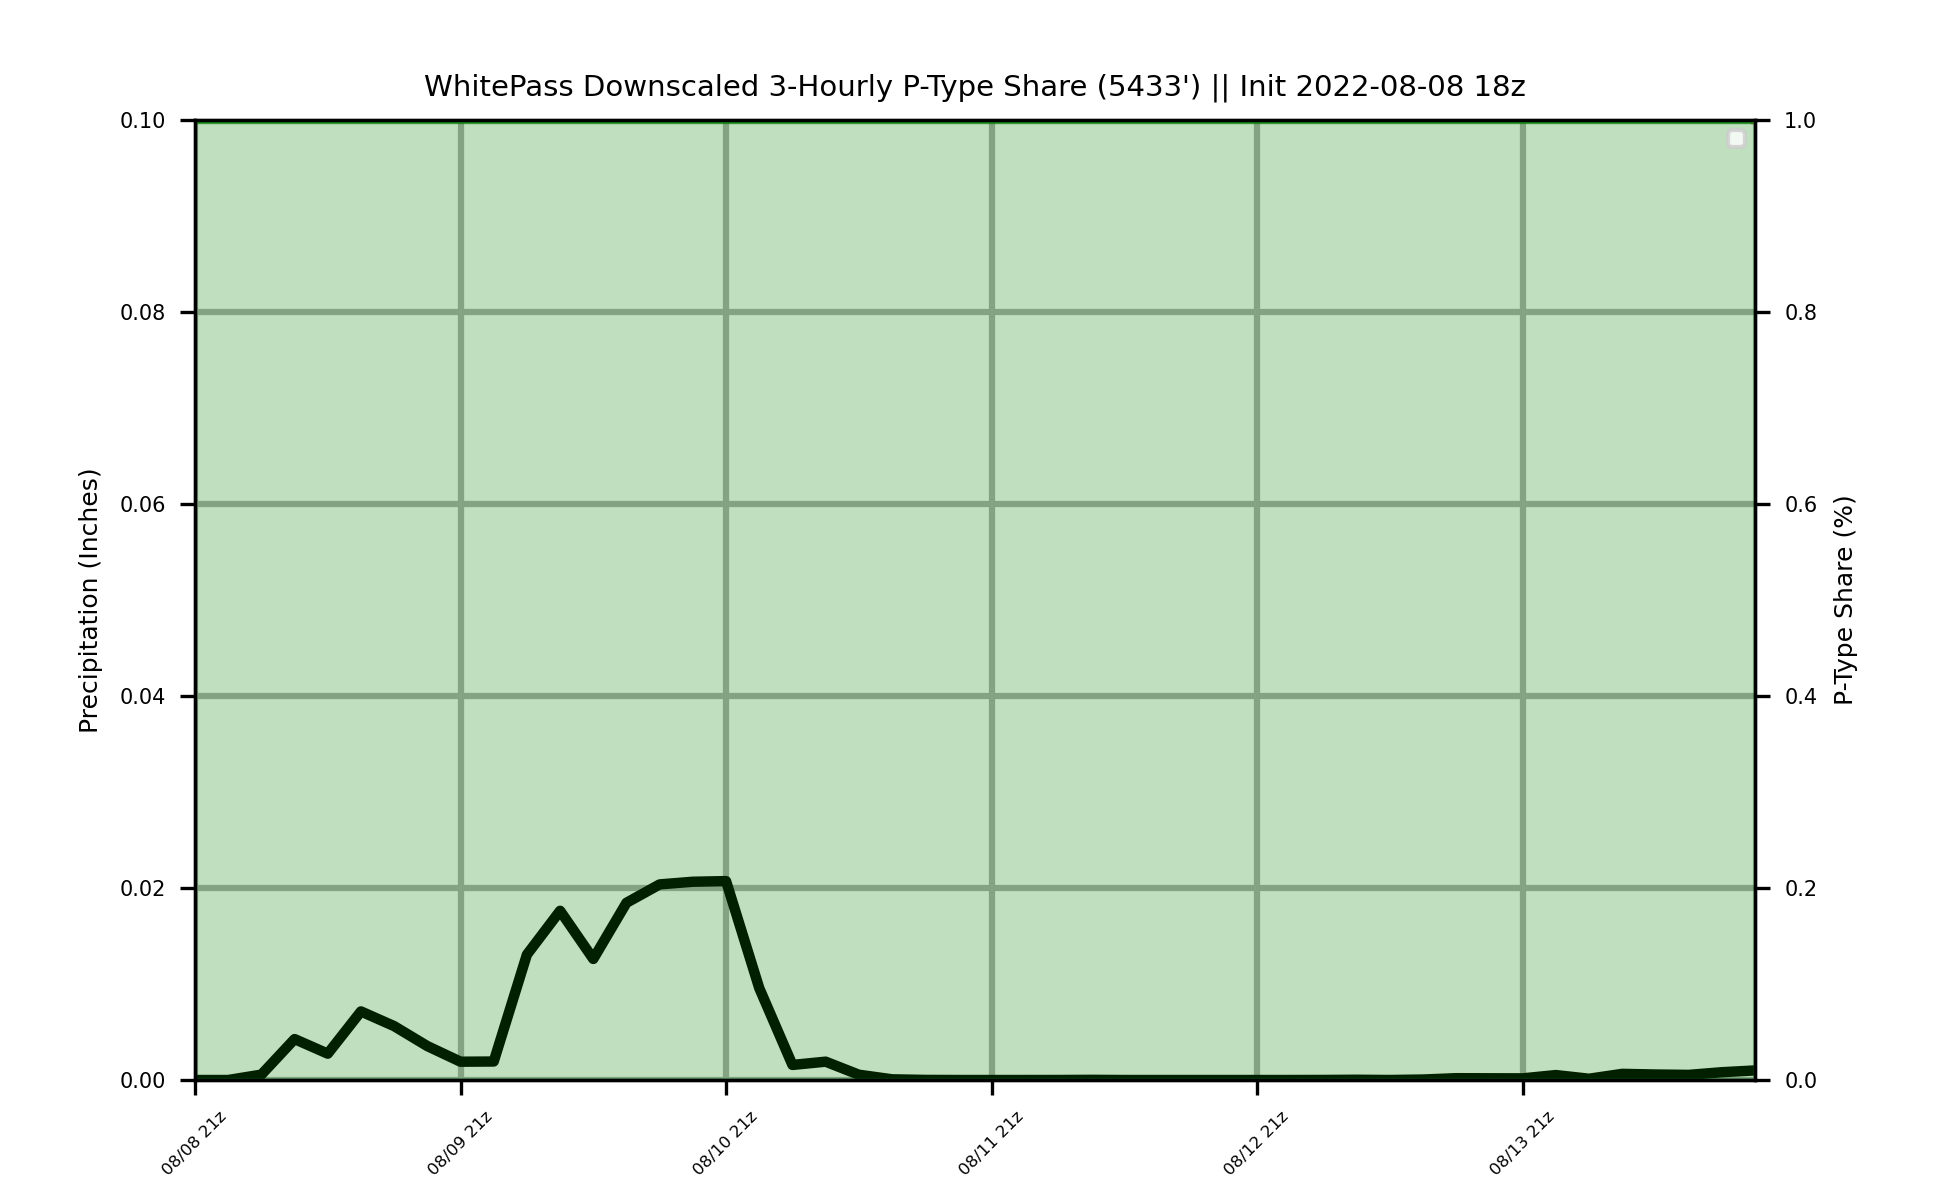 WhitePass Downscaled 3-Hourly P-Type Share (5433') || Init 2022-08-08 18z
Precipitation (Inches)
0.10
0.08
0.06
0.04
0.02
0.00
1.0
0.8
0.6
0.4
0.2
0.0
P-Type Share (%)
08/08 21z
08/09 21z
08/10 21z
08/11 21z
08/12 21z
08/13 21z